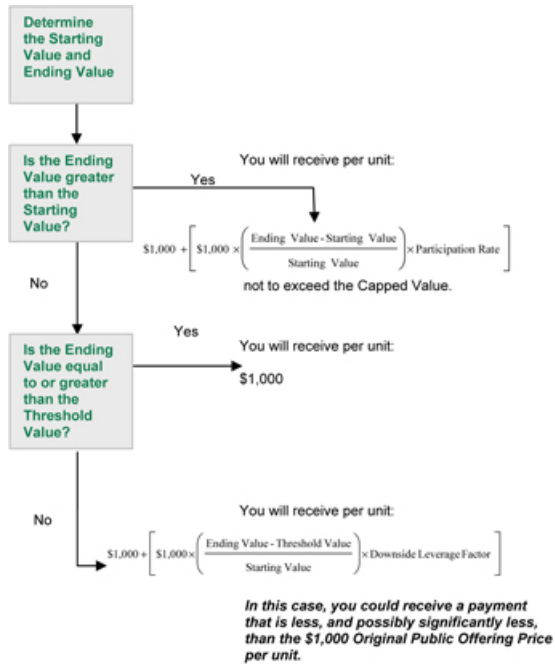 Determine
the Starting
Value and
Ending Value
Is the Ending
Value greater
than the
Starting
Value?
Yes
You will receive per unit:
$1,000 + [ $1,000 × ( Ending Value - Starting Value / Starting Value ) × Participation Rate ]
not to exceed the Capped Value.
No
Is the Ending
Value equal
to or greater
than the
Threshold
Value?
Yes
You will receive per unit:
$1,000
No
You will receive per unit:
$1,000 + [ $1,000 × ( Ending Value - Threshold Value / Starting Value ) × Downside Leverage Factor ]
In this case, you could receive a payment
that is less, and possibly significantly less,
than the $1,000 Original Public Offering Price
per unit.